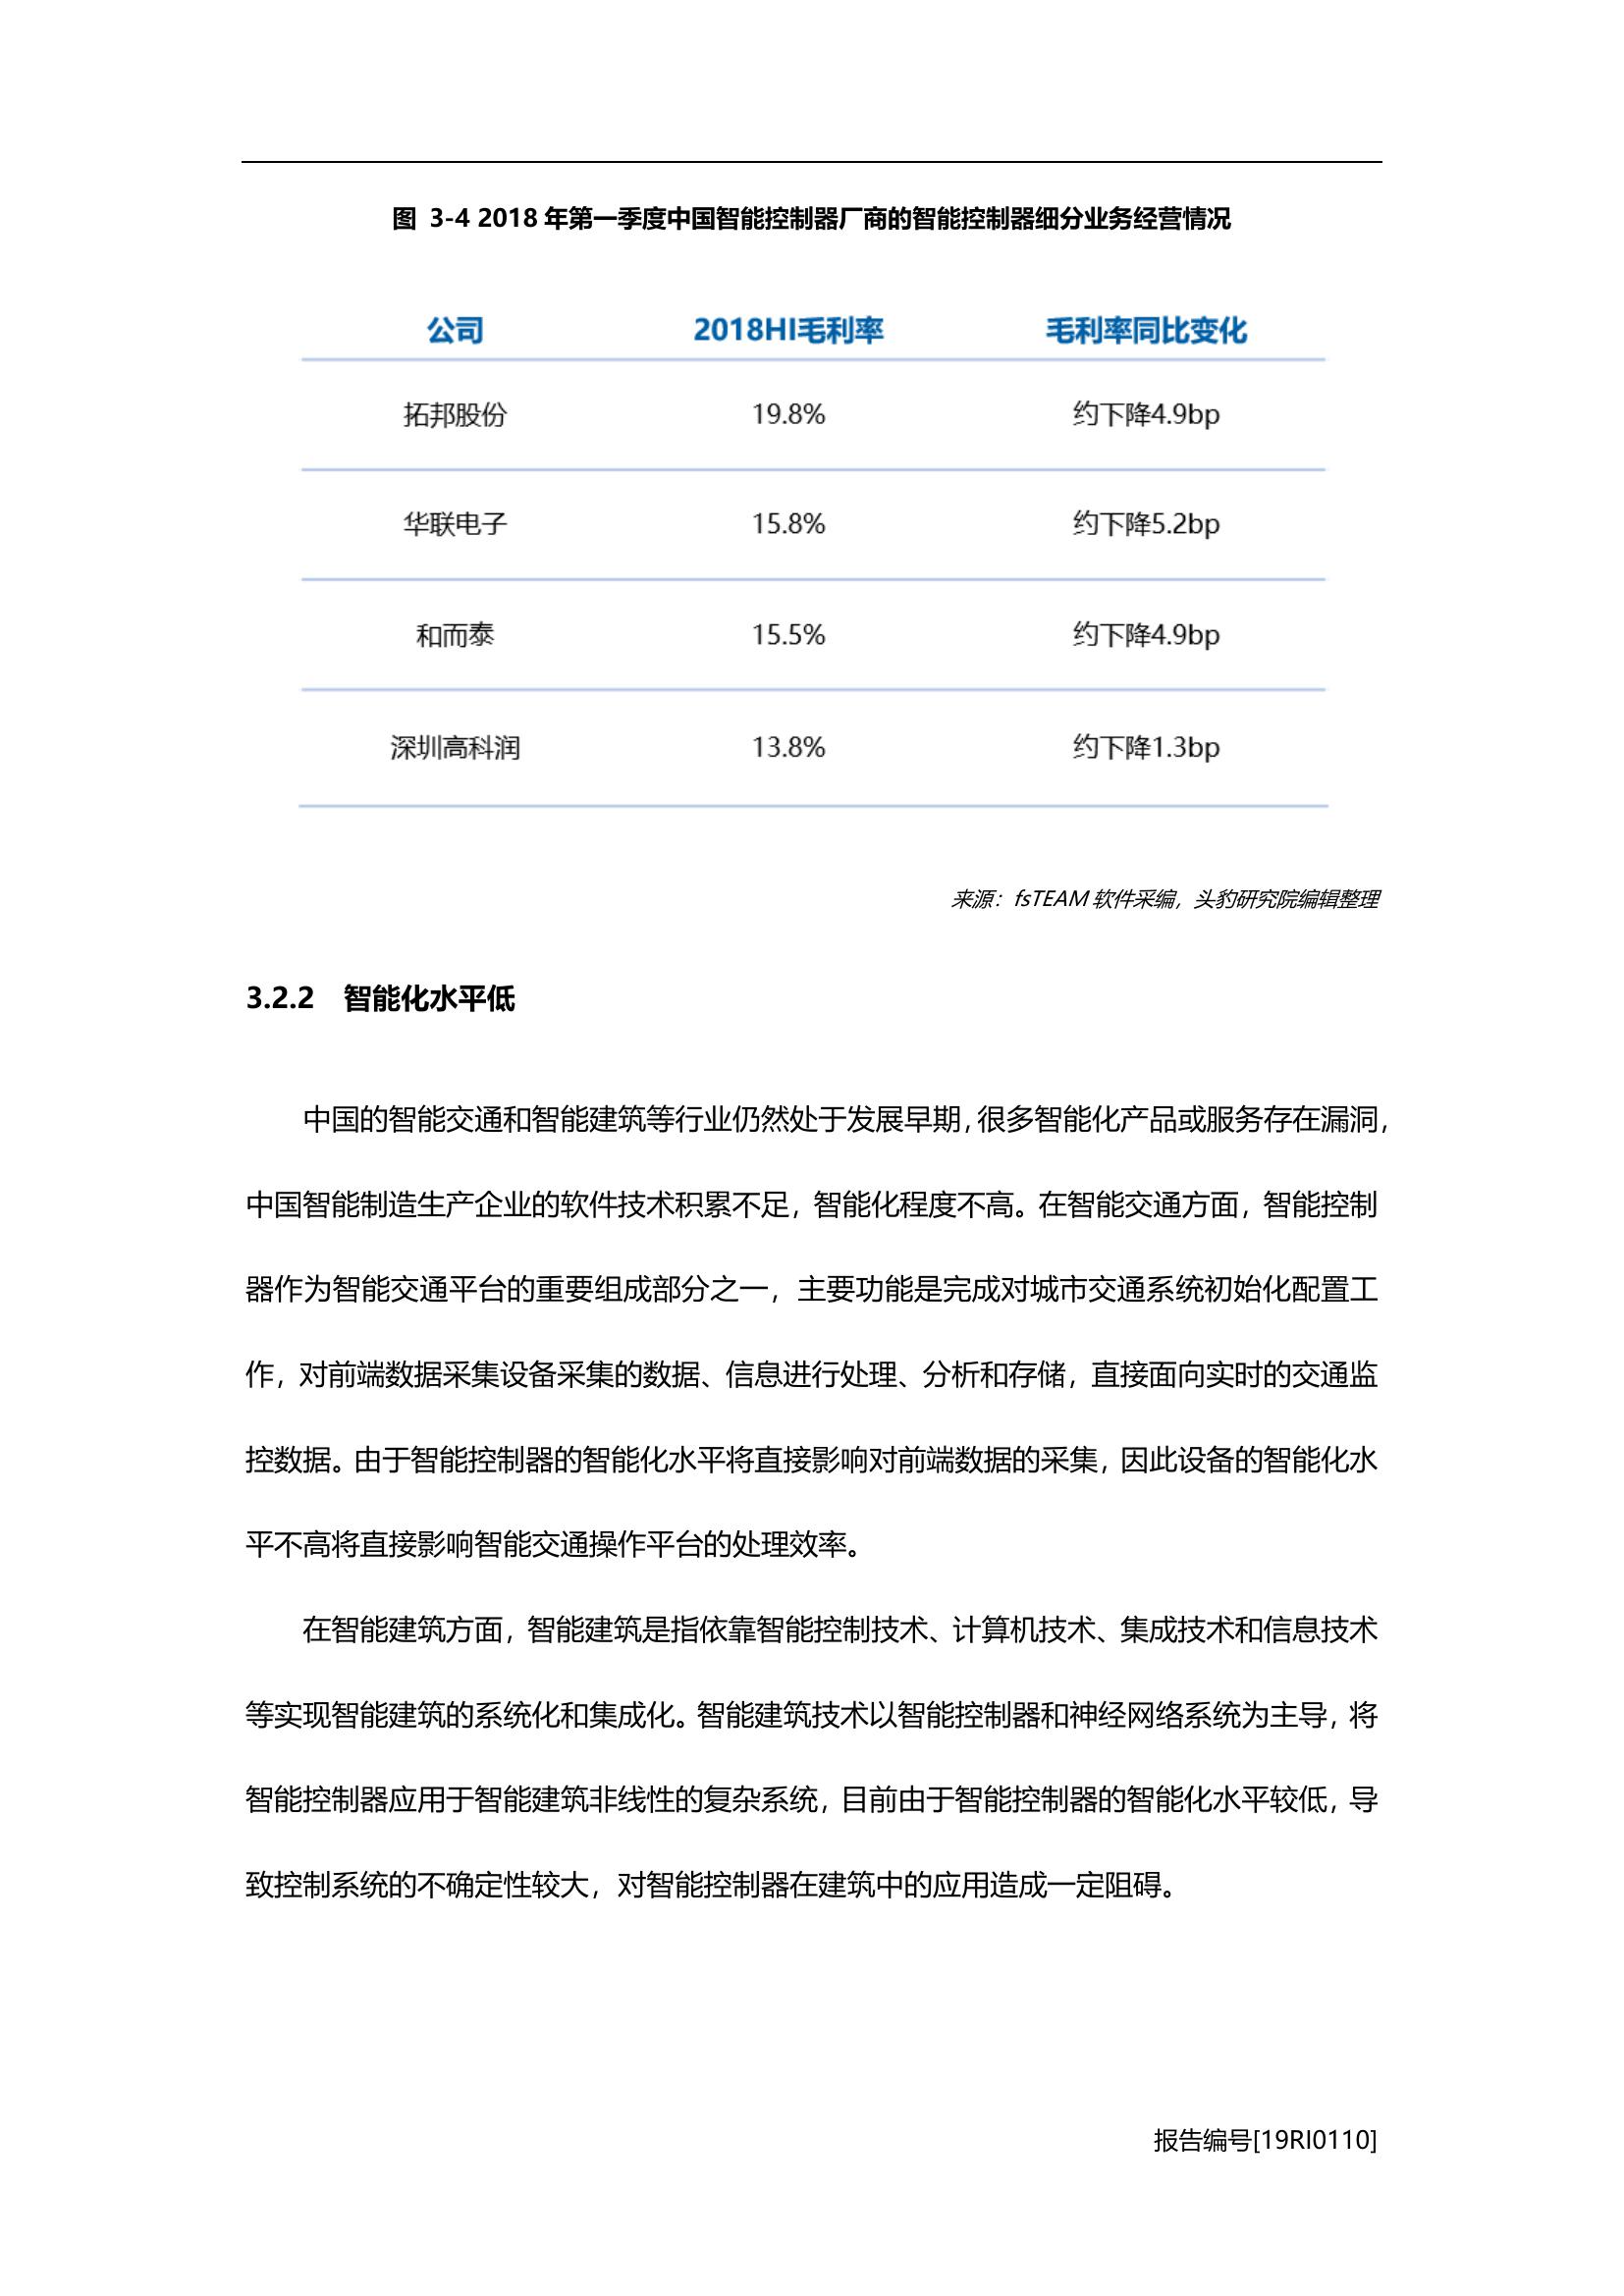 图 3-4 2018 年第一季度中国智能控制器厂商的智能控制器细分业务经营情况
公司 2018HI毛利率 毛利率同比变化
拓邦股份 19.8% 约下降4.9bp
华联电子 15.8% 约下降5.2bp
和而泰 15.5% 约下降4.9bp
深圳高科润 13.8% 约下降1.3bp
来源：fsTEAM 软件采编，头豹研究院编辑整理
3.2.2 智能化水平低
中国的智能交通和智能建筑等行业仍然处于发展早期，很多智能化产品或服务存在漏洞，
中国智能制造生产企业的软件技术积累不足，智能化程度不高。在智能交通方面，智能控制
器作为智能交通平台的重要组成部分之一，主要功能是完成对城市交通系统初始化配置工
作，对前端数据采集设备采集的数据、信息进行处理、分析和存储，直接面向实时的交通监
控数据。由于智能控制器的智能化水平将直接影响对前端数据的采集，因此设备的智能化水
平不高将直接影响智能交通操作平台的处理效率。
在智能建筑方面，智能建筑是指依靠智能控制技术、计算机技术、集成技术和信息技术
等实现智能建筑的系统化和集成化。智能建筑技术以智能控制器和神经网络系统为主导，将
智能控制器应用于智能建筑非线性的复杂系统，目前由于智能控制器的智能化水平较低，导
致控制系统的不确定性较大，对智能控制器在建筑中的应用造成一定阻碍。
报告编号[19RI0110]